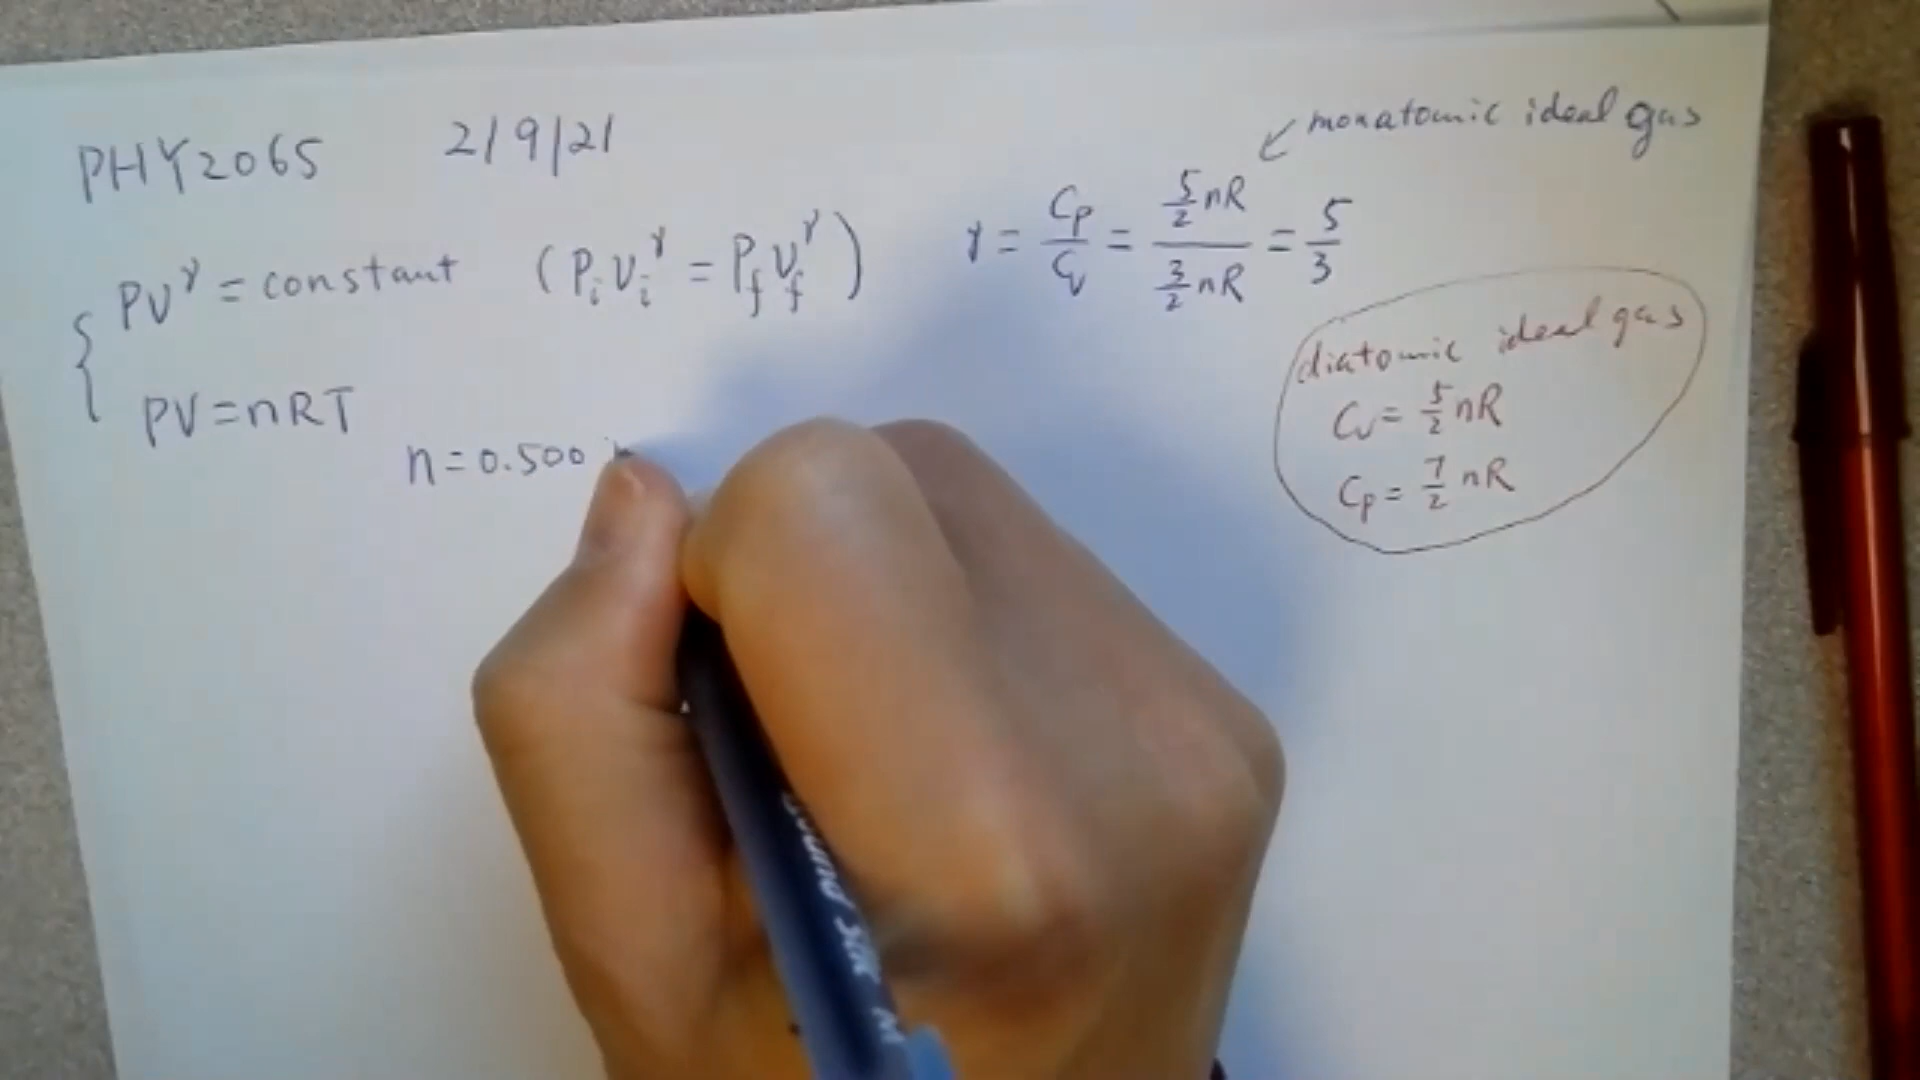 PHY2065 2/9/21
monatomic ideal gas
{ PV^γ = constant (P_i V_i^γ = P_f V_f^γ)
γ = C_P/C_V = (5/2 nR)/(3/2 nR) = 5/3
PV = nRT
n = 0.500
diatomic ideal gas
C_V = 5/2 nR
C_P = 7/2 nR